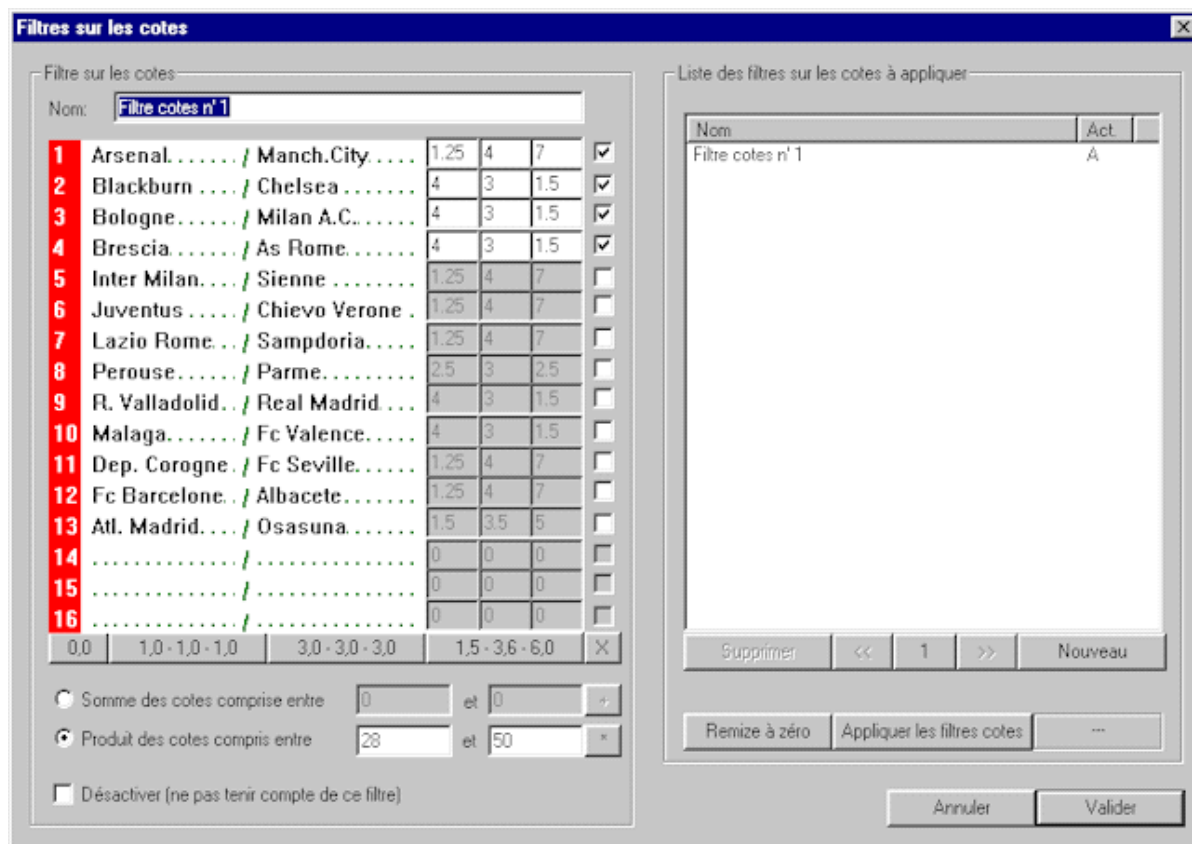 Filtres sur les cotes
Filtre sur les cotes
Nom: Filtre cotes n° 1
1 Arsenal....... / Manch.City..... 1.25 4 7
2 Blackburn .... / Chelsea ....... 4 3 1.5
3 Bologne...... / Milan A.C....... 4 3 1.5
4 Brescia....... / As Rome....... 4 3 1.5
5 Inter Milan.... / Sienne ........ 1.25 4 7
6 Juventus ..... / Chievo Verone . 1.25 4 7
7 Lazio Rome... / Sampdoria..... 1.25 4 7
8 Perouse...... / Parme......... 2.5 3 2.5
9 R. Valladolid.. / Real Madrid.... 4 3 1.5
10 Malaga....... / Fc Valence..... 4 3 1.5
11 Dep. Corogne. / Fc Seville...... 1.25 4 7
12 Fc Barcelone.. / Albacete....... 1.25 4 7
13 Atl. Madrid.... / Osasuna....... 1.5 3.5 5
14 .............. / ............... 0 0 0
15 .............. / ............... 0 0 0
16 .............. / ............... 0 0 0
0,0 1,0 - 1,0 - 1,0 3,0 - 3,0 - 3,0 1,5 - 3,6 - 6,0 X
Somme des cotes comprise entre 0 et 0 +
Produit des cotes compris entre 28 et 50 *
Désactiver (ne pas tenir compte de ce filtre)
Liste des filtres sur les cotes à appliquer
Nom Act.
Filtre cotes n° 1 A
Supprimer << 1 >> Nouveau
Remize à zéro Appliquer les filtres cotes ---
Annuler Valider